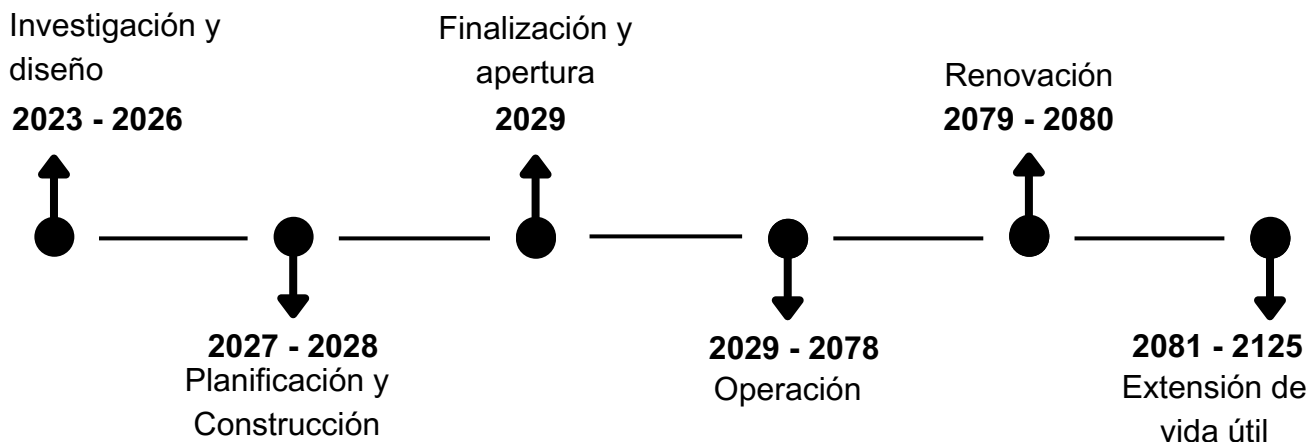 Investigación y
diseño
2023 - 2026
2027 - 2028
Planificación y
Construcción
Finalización y
apertura
2029
2029 - 2078
Operación
Renovación
2079 - 2080
2081 - 2125
Extensión de
vida útil